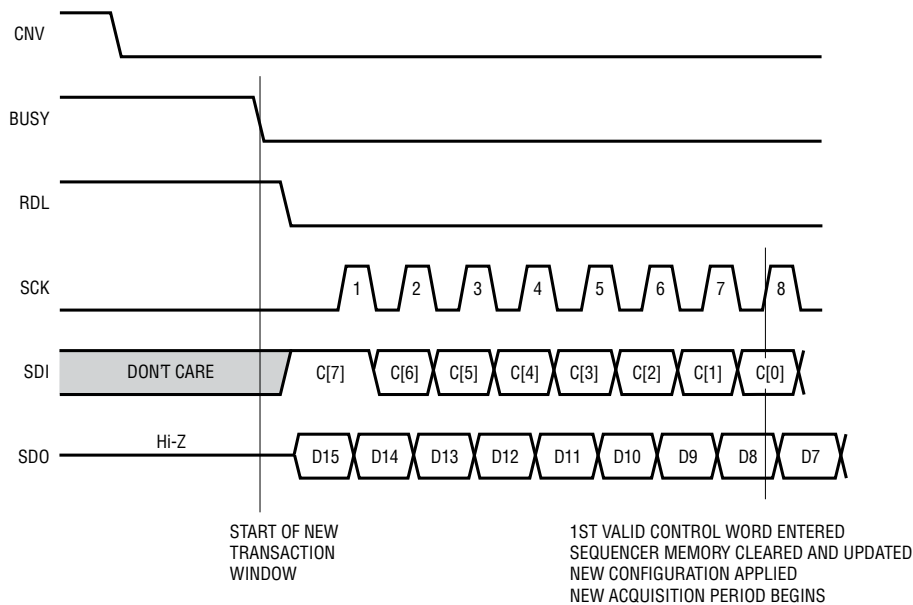 CNV
BUSY
RDL
SCK 1 2 3 4 5 6 7 8
SDI DON'T CARE C[7] C[6] C[5] C[4] C[3] C[2] C[1] C[0]
SDO Hi-Z D15 D14 D13 D12 D11 D10 D9 D8 D7
START OF NEW
TRANSACTION
WINDOW
1ST VALID CONTROL WORD ENTERED
SEQUENCER MEMORY CLEARED AND UPDATED
NEW CONFIGURATION APPLIED
NEW ACQUISITION PERIOD BEGINS